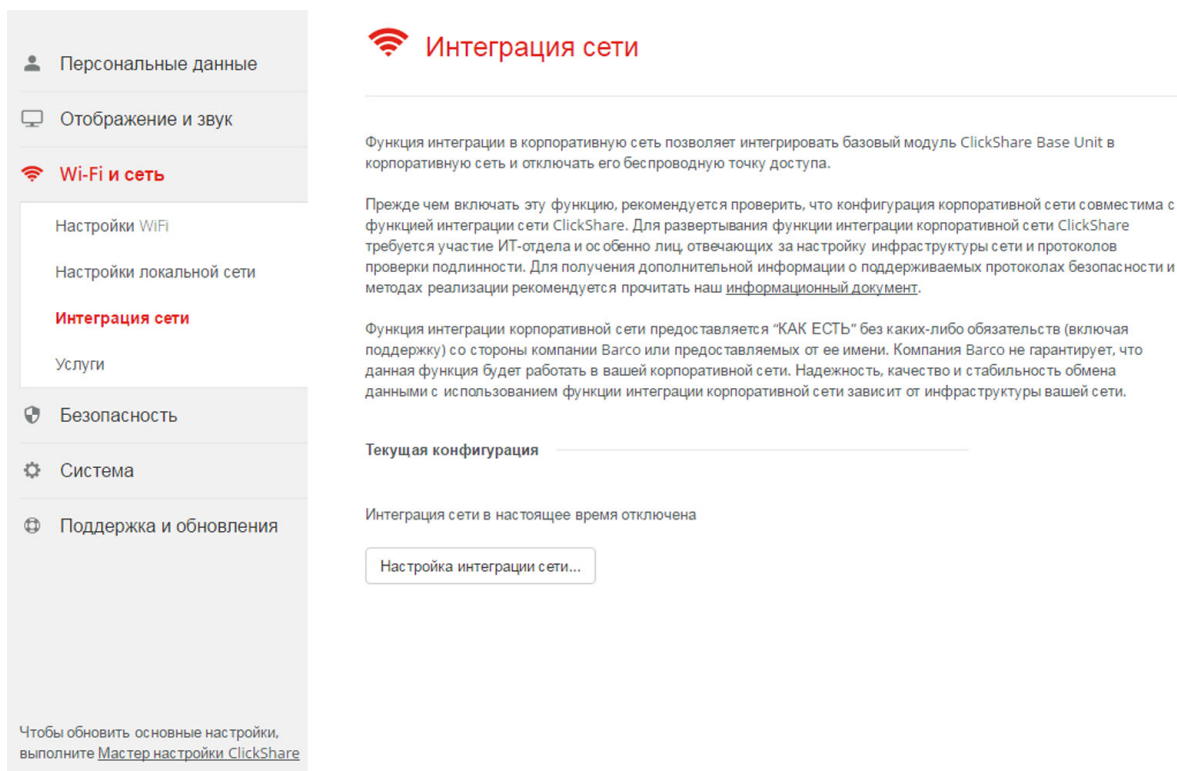 Персональные данные
Отображение и звук
Wi-Fi и сеть
Настройки WiFi
Настройки локальной сети
Интеграция сети
Услуги
Безопасность
Система
Поддержка и обновления
Чтобы обновить основные настройки,
выполните Мастер настройки ClickShare
Интеграция сети
Функция интеграции в корпоративную сеть позволяет интегрировать базовый модуль ClickShare Base Unit в
корпоративную сеть и отключать его беспроводную точку доступа.
Прежде чем включать эту функцию, рекомендуется проверить, что конфигурация корпоративной сети совместима с
функцией интеграции сети ClickShare. Для развертывания функции интеграции корпоративной сети ClickShare
требуется участие ИТ-отдела и особенно лиц, отвечающих за настройку инфраструктуры сети и протоколов
проверки подлинности. Для получения дополнительной информации о поддерживаемых протоколах безопасности и
методах реализации рекомендуется прочитать наш информационный документ.
Функция интеграции корпоративной сети предоставляется “КАК ЕСТЬ” без каких-либо обязательств (включая
поддержку) со стороны компании Barco или предоставляемых от ее имени. Компания Barco не гарантирует, что
данная функция будет работать в вашей корпоративной сети. Надежность, качество и стабильность обмена
данными с использованием функции интеграции корпоративной сети зависит от инфраструктуры вашей сети.
Текущая конфигурация
Интеграция сети в настоящее время отключена
Настройка интеграции сети...